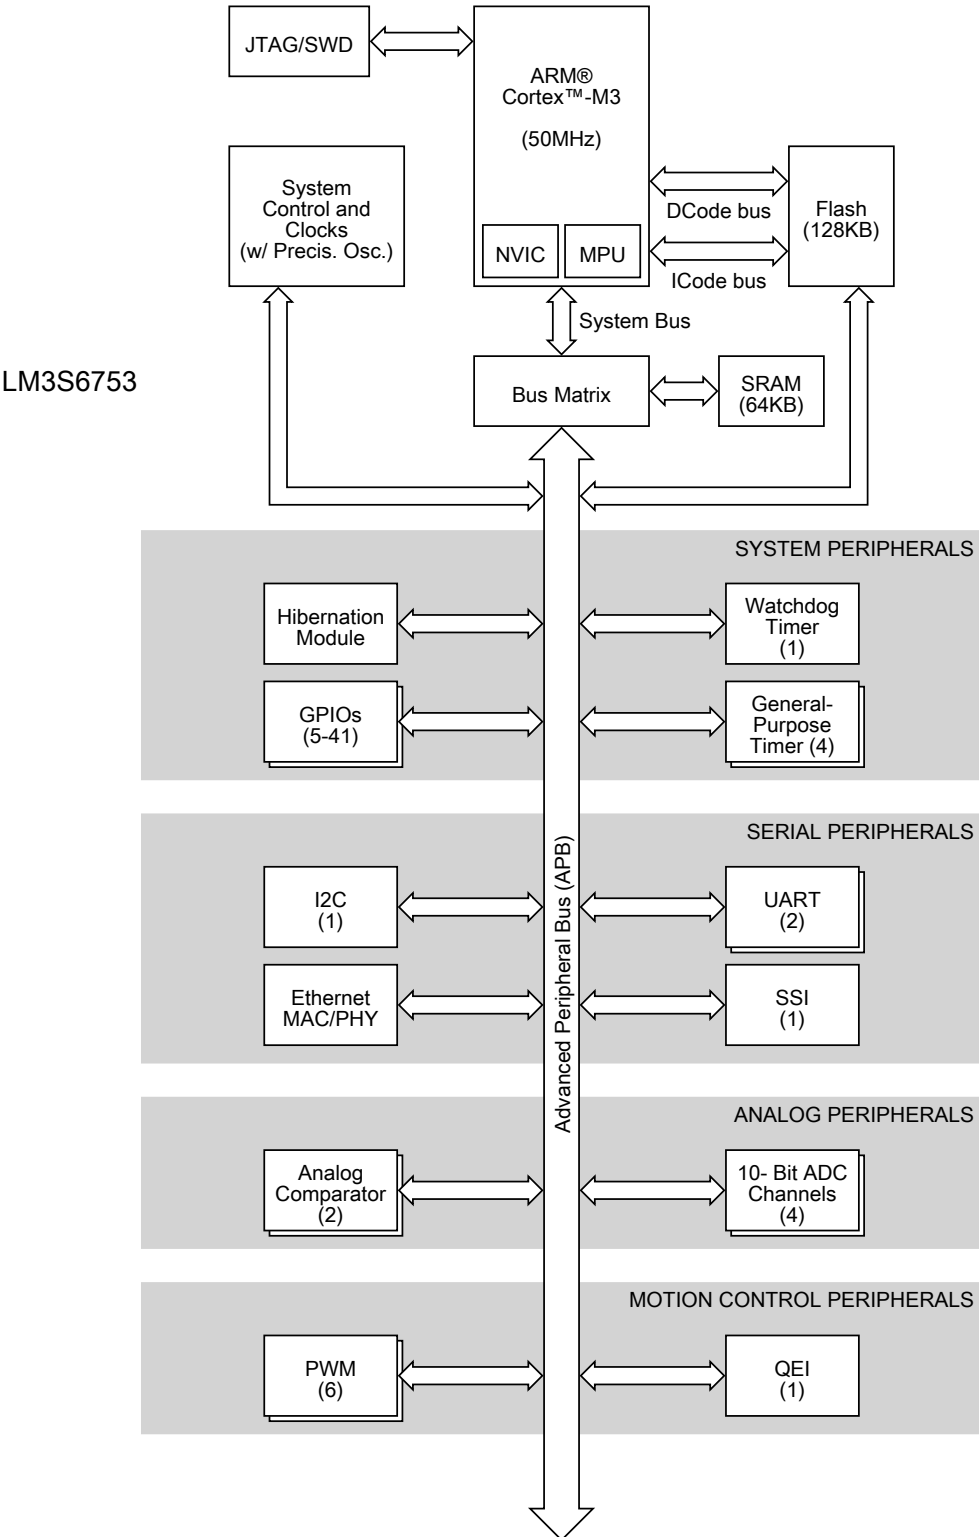 JTAG/SWD
ARM®
Cortex™-M3
(50MHz)
System
Control and
Clocks
(w/ Precis. Osc.)
DCode bus
Flash
(128KB)
NVIC
MPU
ICode bus
System Bus
LM3S6753
Bus Matrix
SRAM
(64KB)
SYSTEM PERIPHERALS
Hibernation
Module
Watchdog
Timer
(1)
GPIOs
(5-41)
General-
Purpose
Timer (4)
Advanced Peripheral Bus (APB)
SERIAL PERIPHERALS
I2C
(1)
UART
(2)
Ethernet
MAC/PHY
SSI
(1)
ANALOG PERIPHERALS
Analog
Comparator
(2)
10- Bit ADC
Channels
(4)
MOTION CONTROL PERIPHERALS
PWM
(6)
QEI
(1)